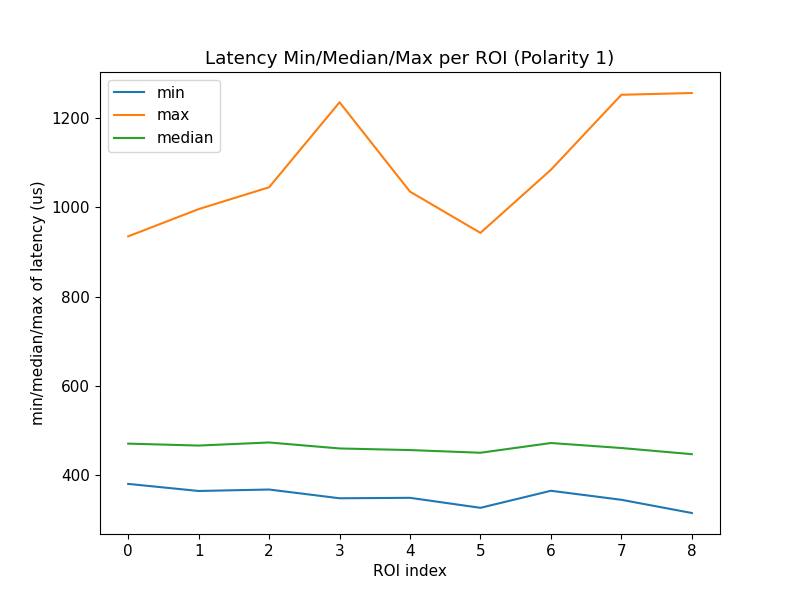 Latency Min/Median/Max per ROI (Polarity 1)
min
max
median
1200
1000
800
600
400
min/median/max of latency (us)
0 1 2 3 4 5 6 7 8
ROI index